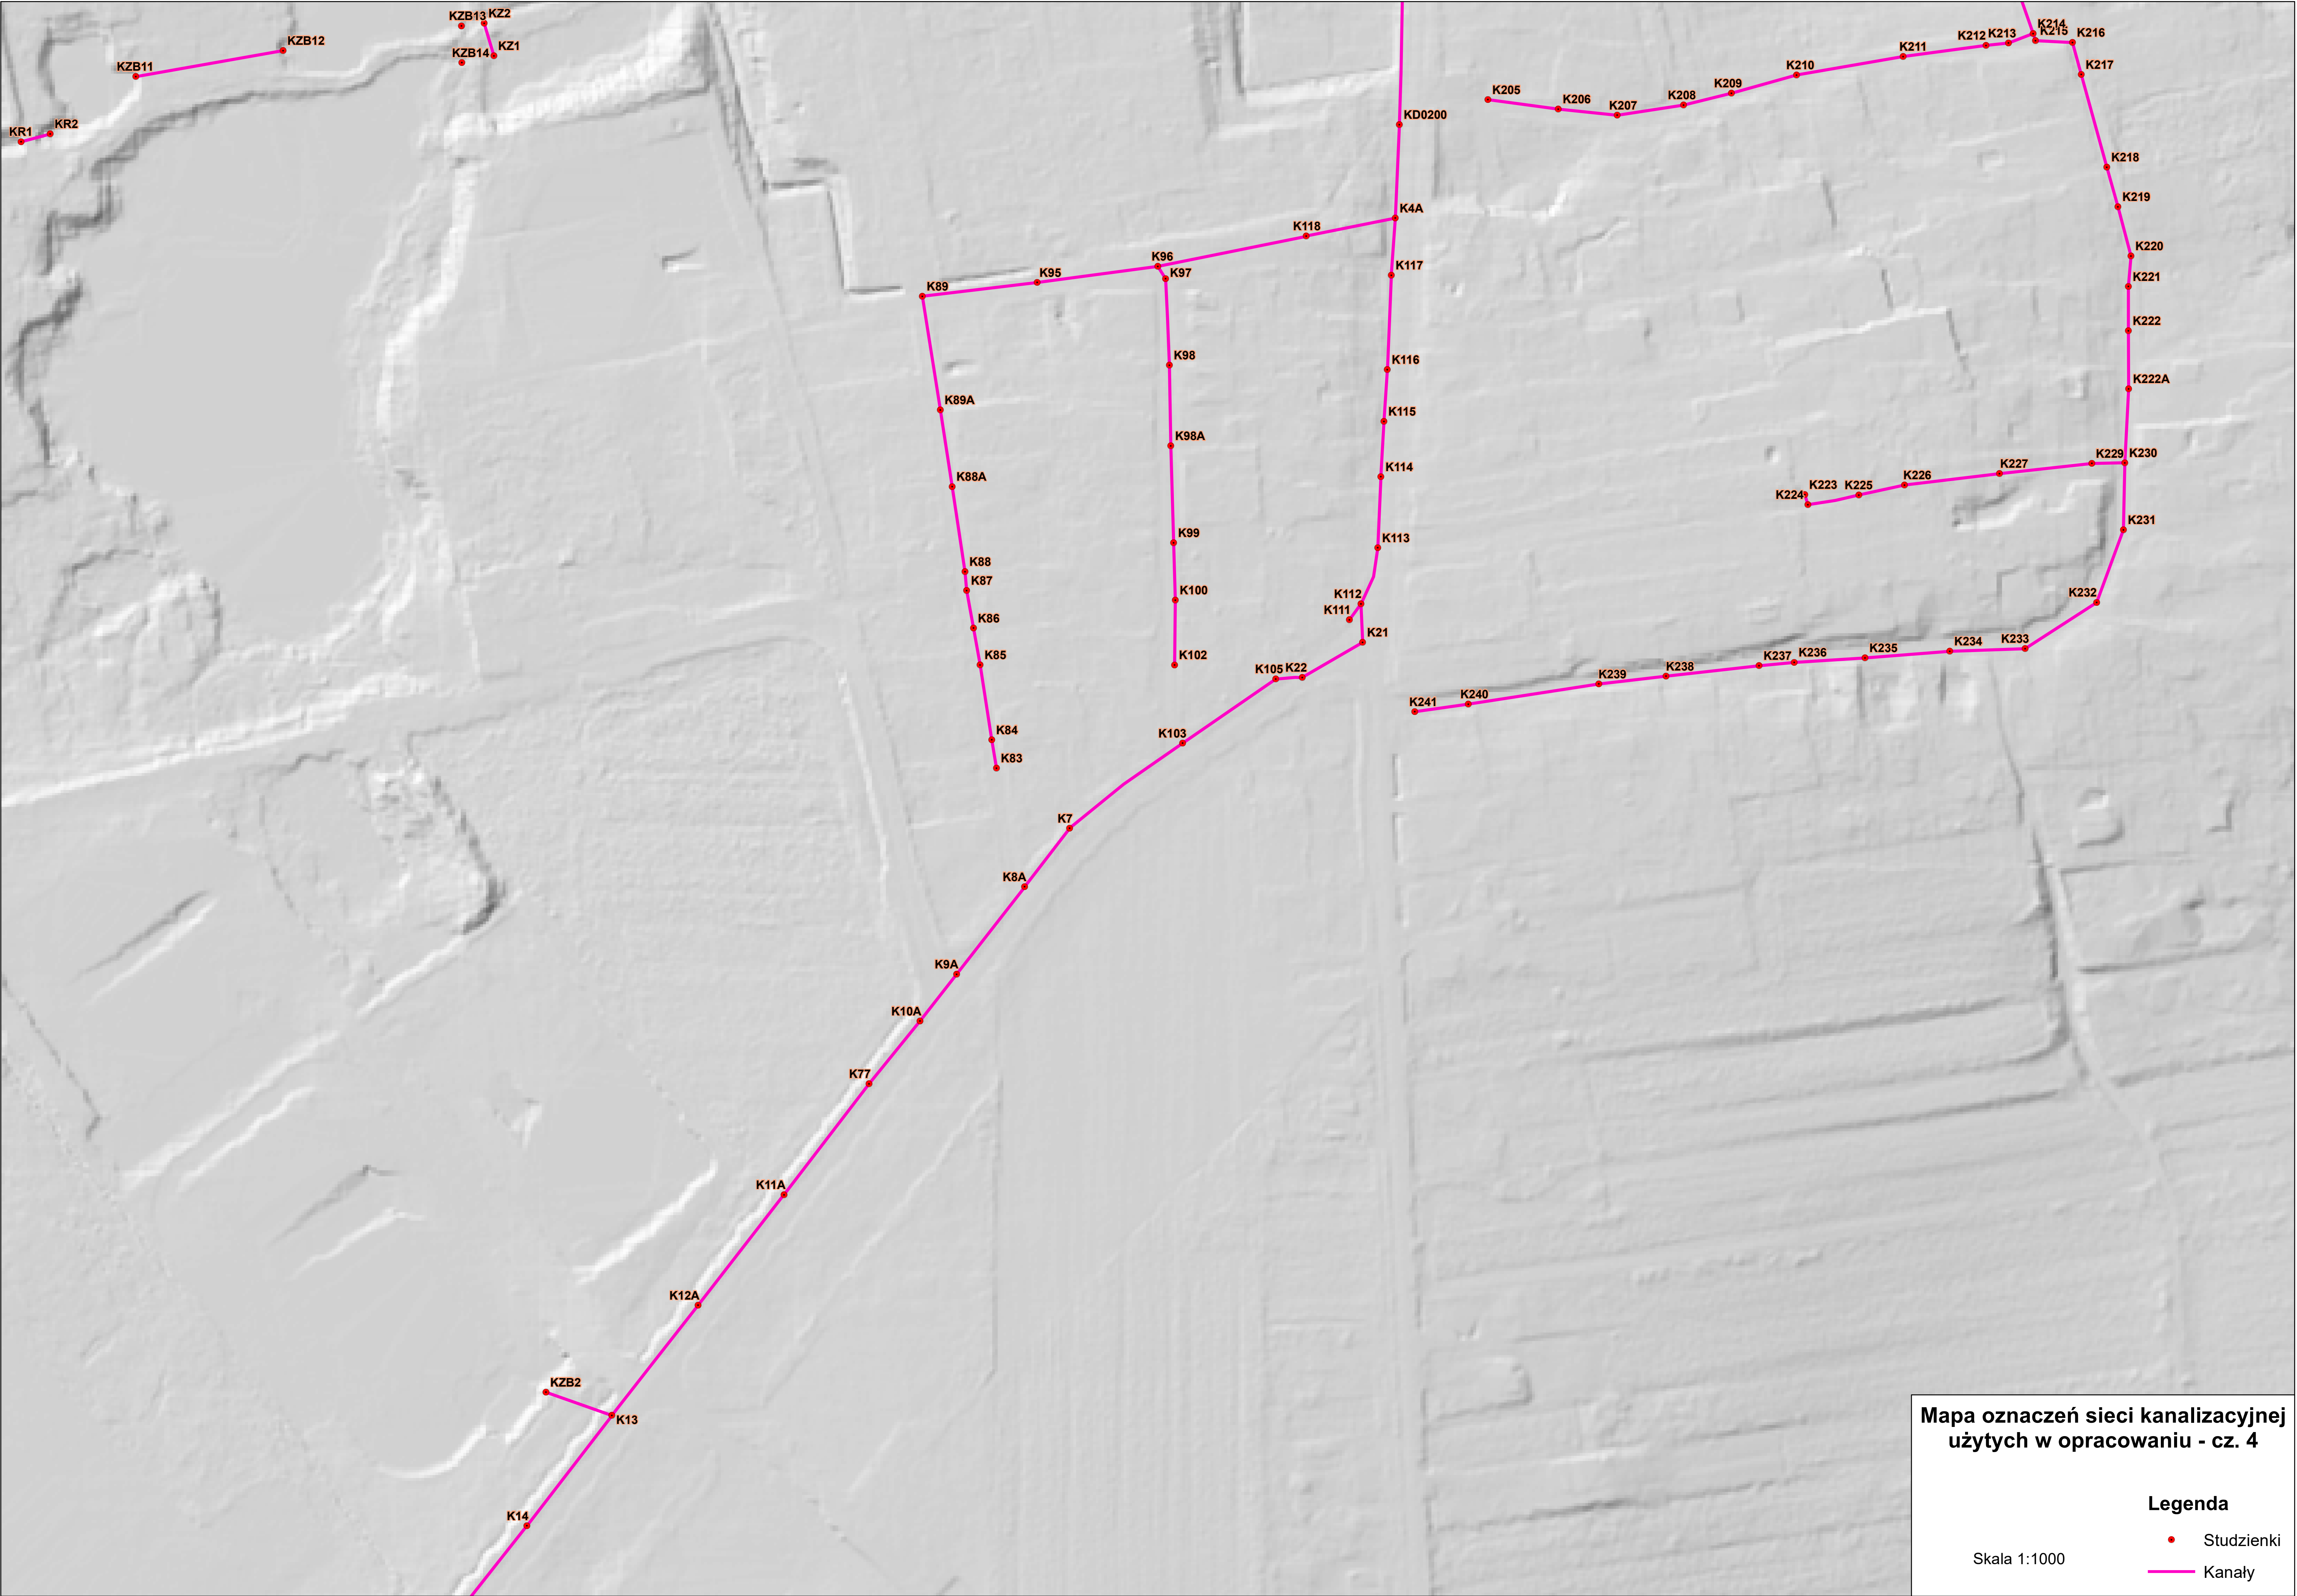 KZB13
KZ2
KZB12
KZ1
KZB14
KZB11
KR1
KR2
K214
K215
K212
K213
K216
K211
K210
K217
K209
K208
K205
K206
K207
KD0200
K218
K4A
K219
K118
K220
K96
K97
K117
K95
K221
K89
K222
K98
K116
K222A
K89A
K115
K98A
K229
K230
K227
K88A
K114
K226
K223
K225
K224
K231
K99
K113
K88
K87
K100
K112
K232
K111
K86
K21
K85
K102
K105
K22
K233
K234
K235
K236
K237
K238
K239
K240
K241
K84
K103
K83
K7
K8A
K9A
K10A
K77
K11A
K12A
KZB2
K13
K14
Mapa oznaczeń sieci kanalizacyjnej
użytych w opracowaniu - cz. 4
Legenda
Studzienki
Skala 1:1000
Kanały